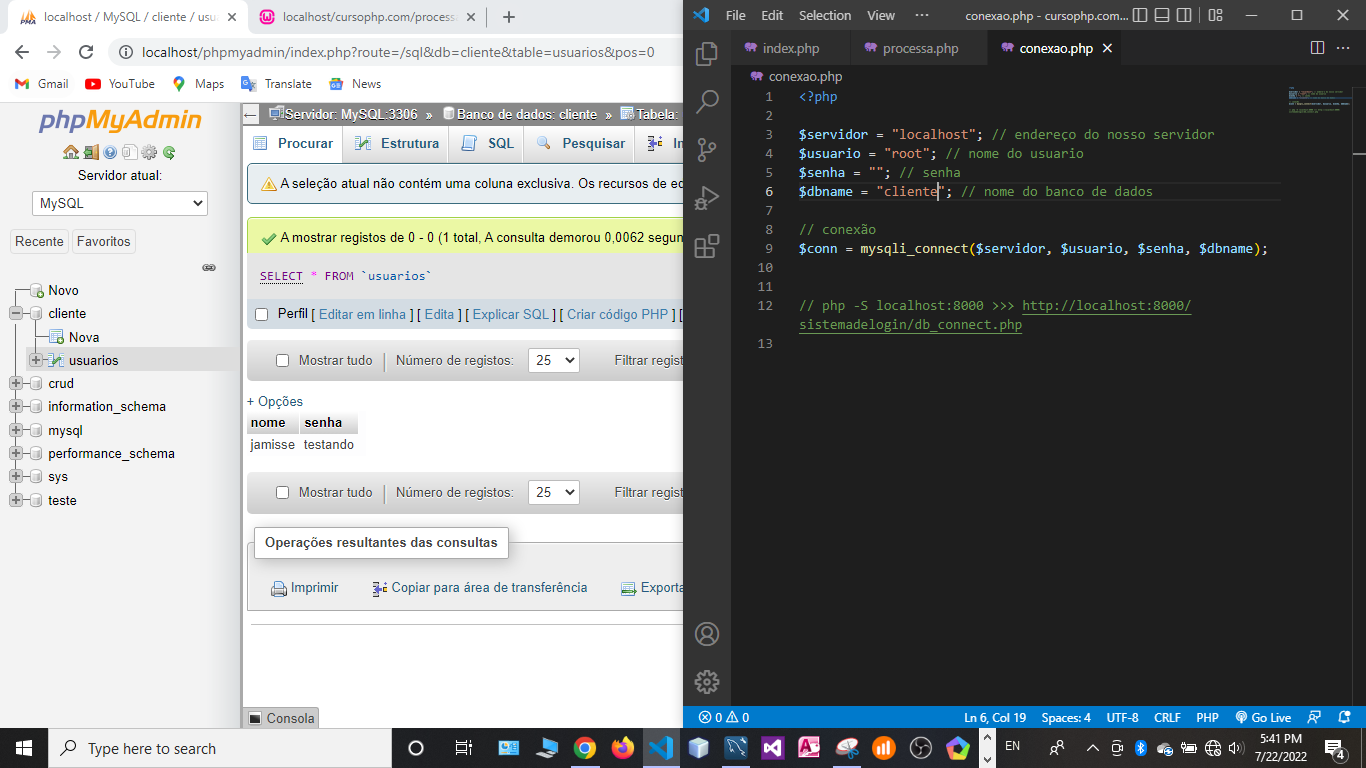 localhost / MySQL / cliente / usu
localhost/cursophp.com/process
localhost/phpmyadmin/index.php?route=/sql&db=cliente&table=usuarios&pos=0
Gmail YouTube Maps Translate News
phpMyAdmin
Servidor atual:
MySQL
Recente Favoritos
Novo
cliente
Nova
usuarios
crud
information_schema
mysql
performance_schema
sys
teste
Servidor: MySQL:3306 » Banco de dados: cliente » Tabela:
Procurar Estrutura SQL Pesquisar In
A seleção atual não contém uma coluna exclusiva. Os recursos de ed
A mostrar registos de 0 - 0 (1 total, A consulta demorou 0,0062 segun
SELECT * FROM `usuarios`
Perfil [ Editar em linha ] [ Edita ] [ Explicar SQL ] [ Criar código PHP ] [
Mostrar tudo Número de registos: 25 Filtrar regist
+ Opções
nome senha
jamisse testando
Mostrar tudo Número de registos: 25 Filtrar regist
Operações resultantes das consultas
Imprimir Copiar para área de transferência Exporta
Consola
File Edit Selection View ··· conexao.php - cursophp.com...
index.php processa.php conexao.php
conexao.php
1 <?php
2
3 $servidor = "localhost"; // endereço do nosso servidor
4 $usuario = "root"; // nome do usuario
5 $senha = ""; // senha
6 $dbname = "cliente"; // nome do banco de dados
7
8 // conexão
9 $conn = mysqli_connect($servidor, $usuario, $senha, $dbname);
10
11
12 // php -S localhost:8000 >>> http://localhost:8000/
sistemadelogin/db_connect.php
13
0 0 Ln 6, Col 19 Spaces: 4 UTF-8 CRLF PHP Go Live
Type here to search
EN
5:41 PM
7/22/2022
4